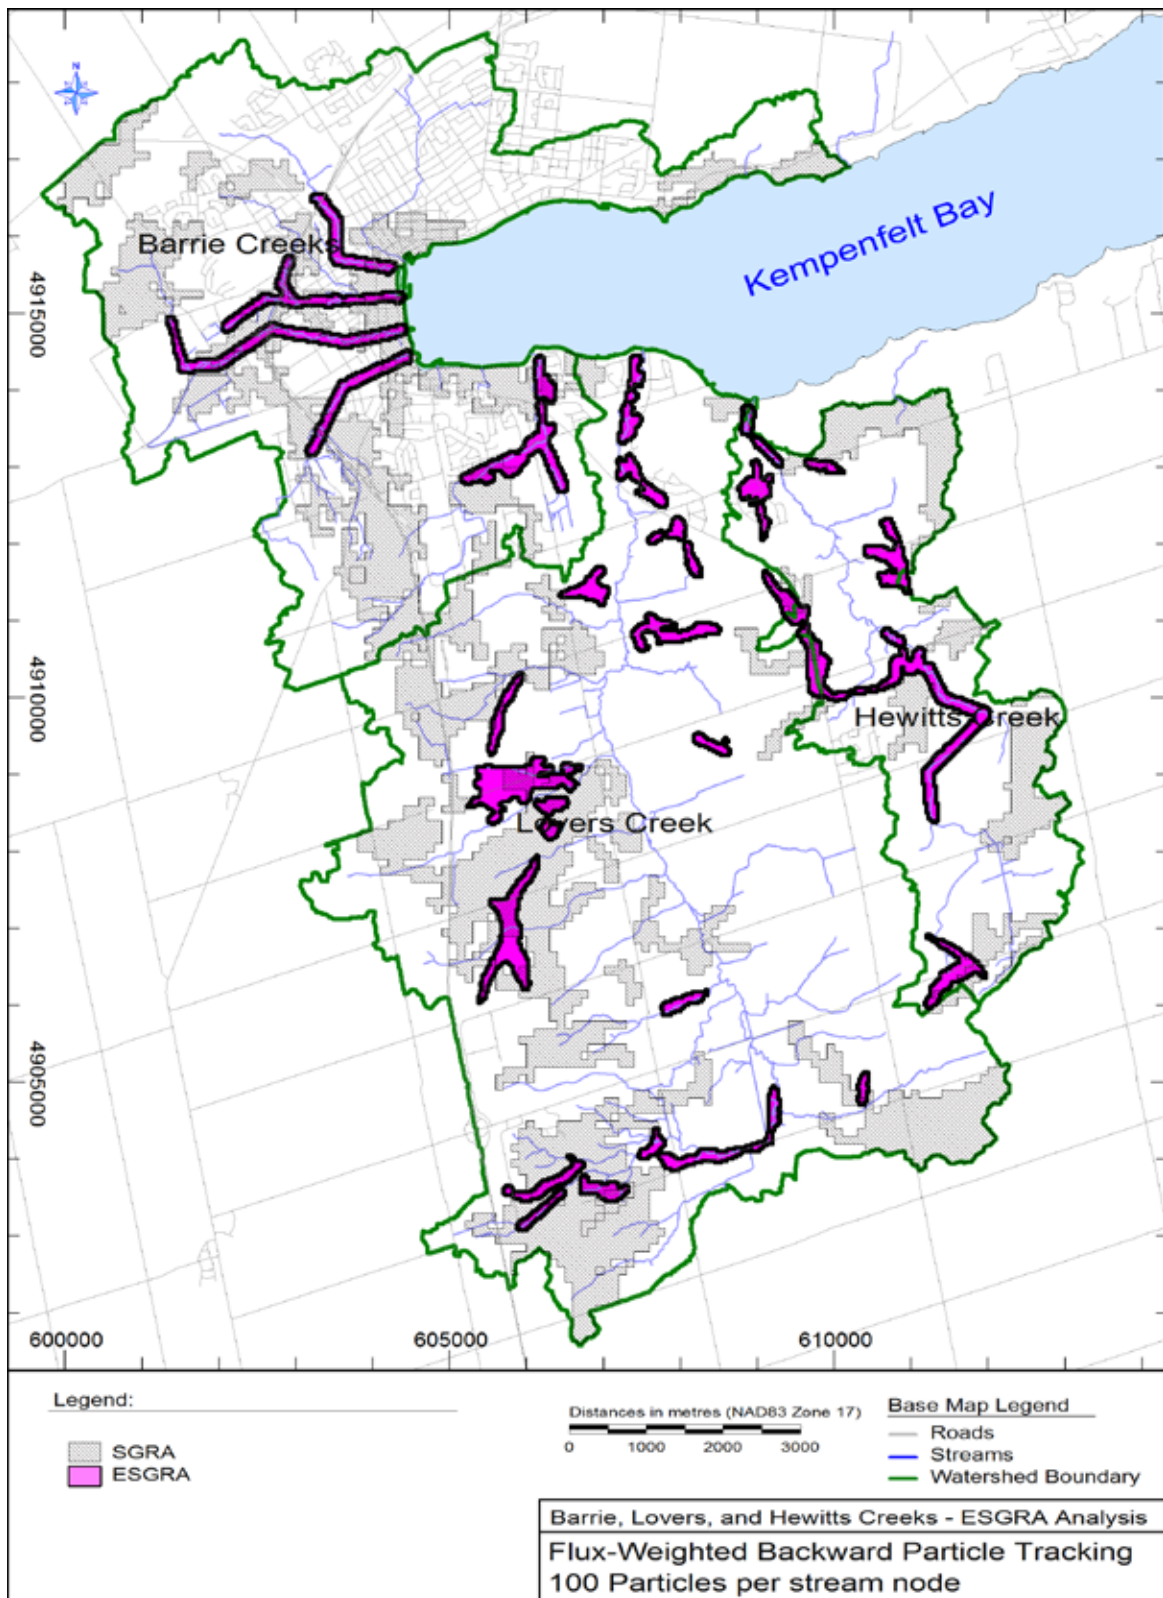 N
Kempenfelt Bay
Barrie Creeks
4915000
4910000
Hewitts Creek
Lovers Creek
4905000
600000 605000 610000
Legend:
SGRA
ESGRA
Distances in metres (NAD83 Zone 17)
0 1000 2000 3000
Base Map Legend
Roads
Streams
Watershed Boundary
Barrie, Lovers, and Hewitts Creeks - ESGRA Analysis
Flux-Weighted Backward Particle Tracking
100 Particles per stream node